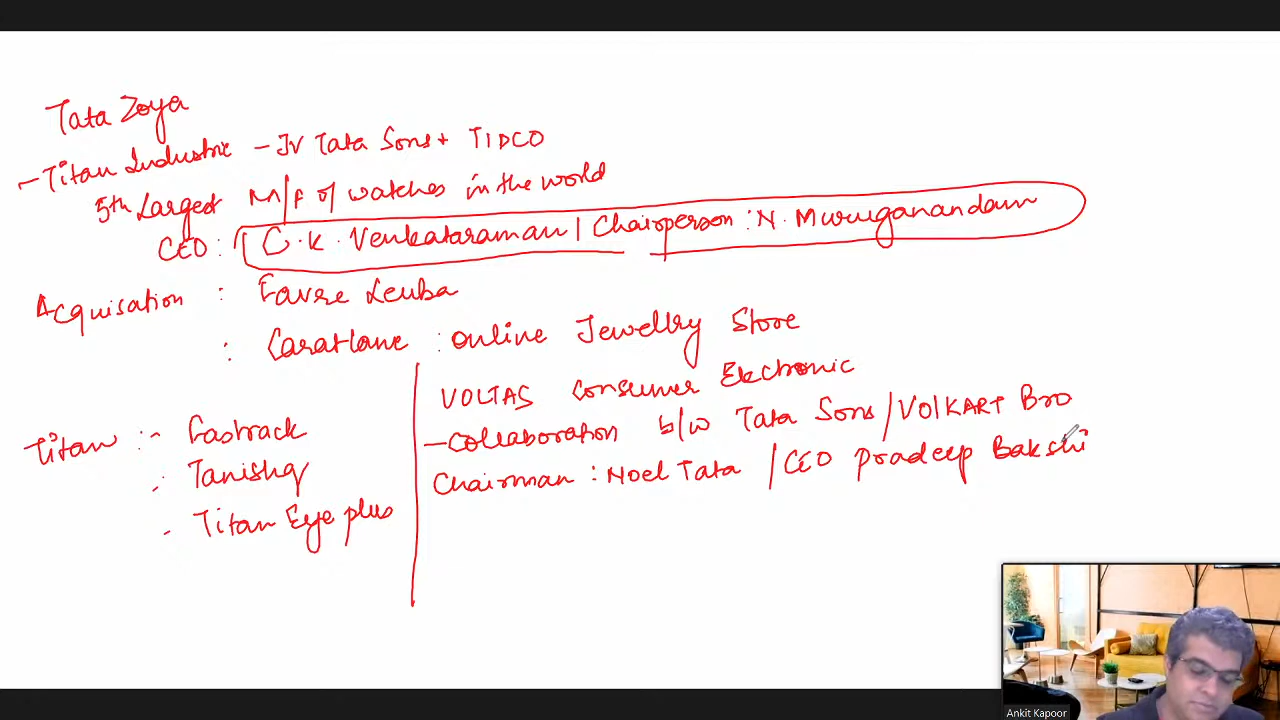 Tata Zoya
- Titan Industrie - JV Tata Sons + TIDCO
5th Largest M/F of watches in the world
CEO : C.K. Venkataraman | Chairperson : N. Muruganandam
Acquisation : Favre Leuba
: Caratlane : online Jewellry Store
Titan :- Fastrack
- Tanishq
- Titan Eye plus
VOLTAS Consumer Electronic
- Collaboration b/w Tata Sons / VOLKART Bro
Chairman : Noel Tata / CEO Pradeep Bakshi
Ankit Kapoor